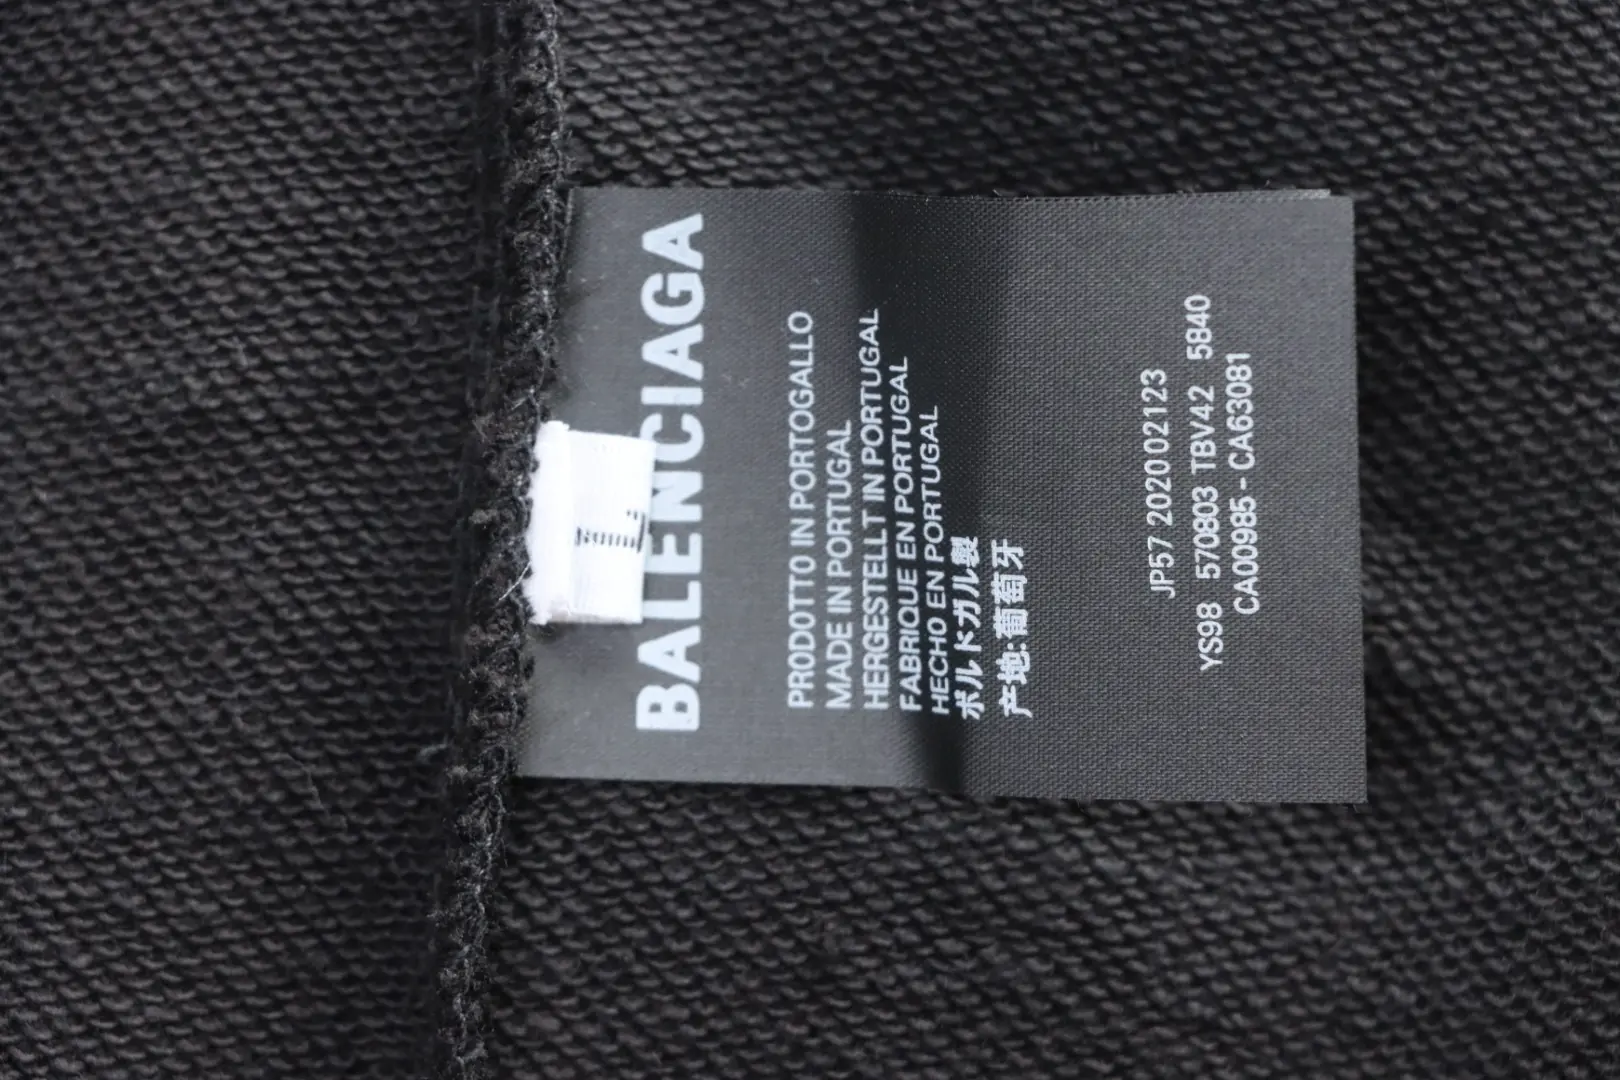 BALENCIAGA
PRODOTTO IN PORTOGALLO
MADE IN PORTUGAL
HERGESTELLT IN PORTUGAL
FABRIQUE EN PORTUGAL
HECHO EN PORTUGAL
ポルトガル製
产地:葡萄牙
JP57 2020 02123
YS98 570803 TBV42 5840
CA00985 - CA63081